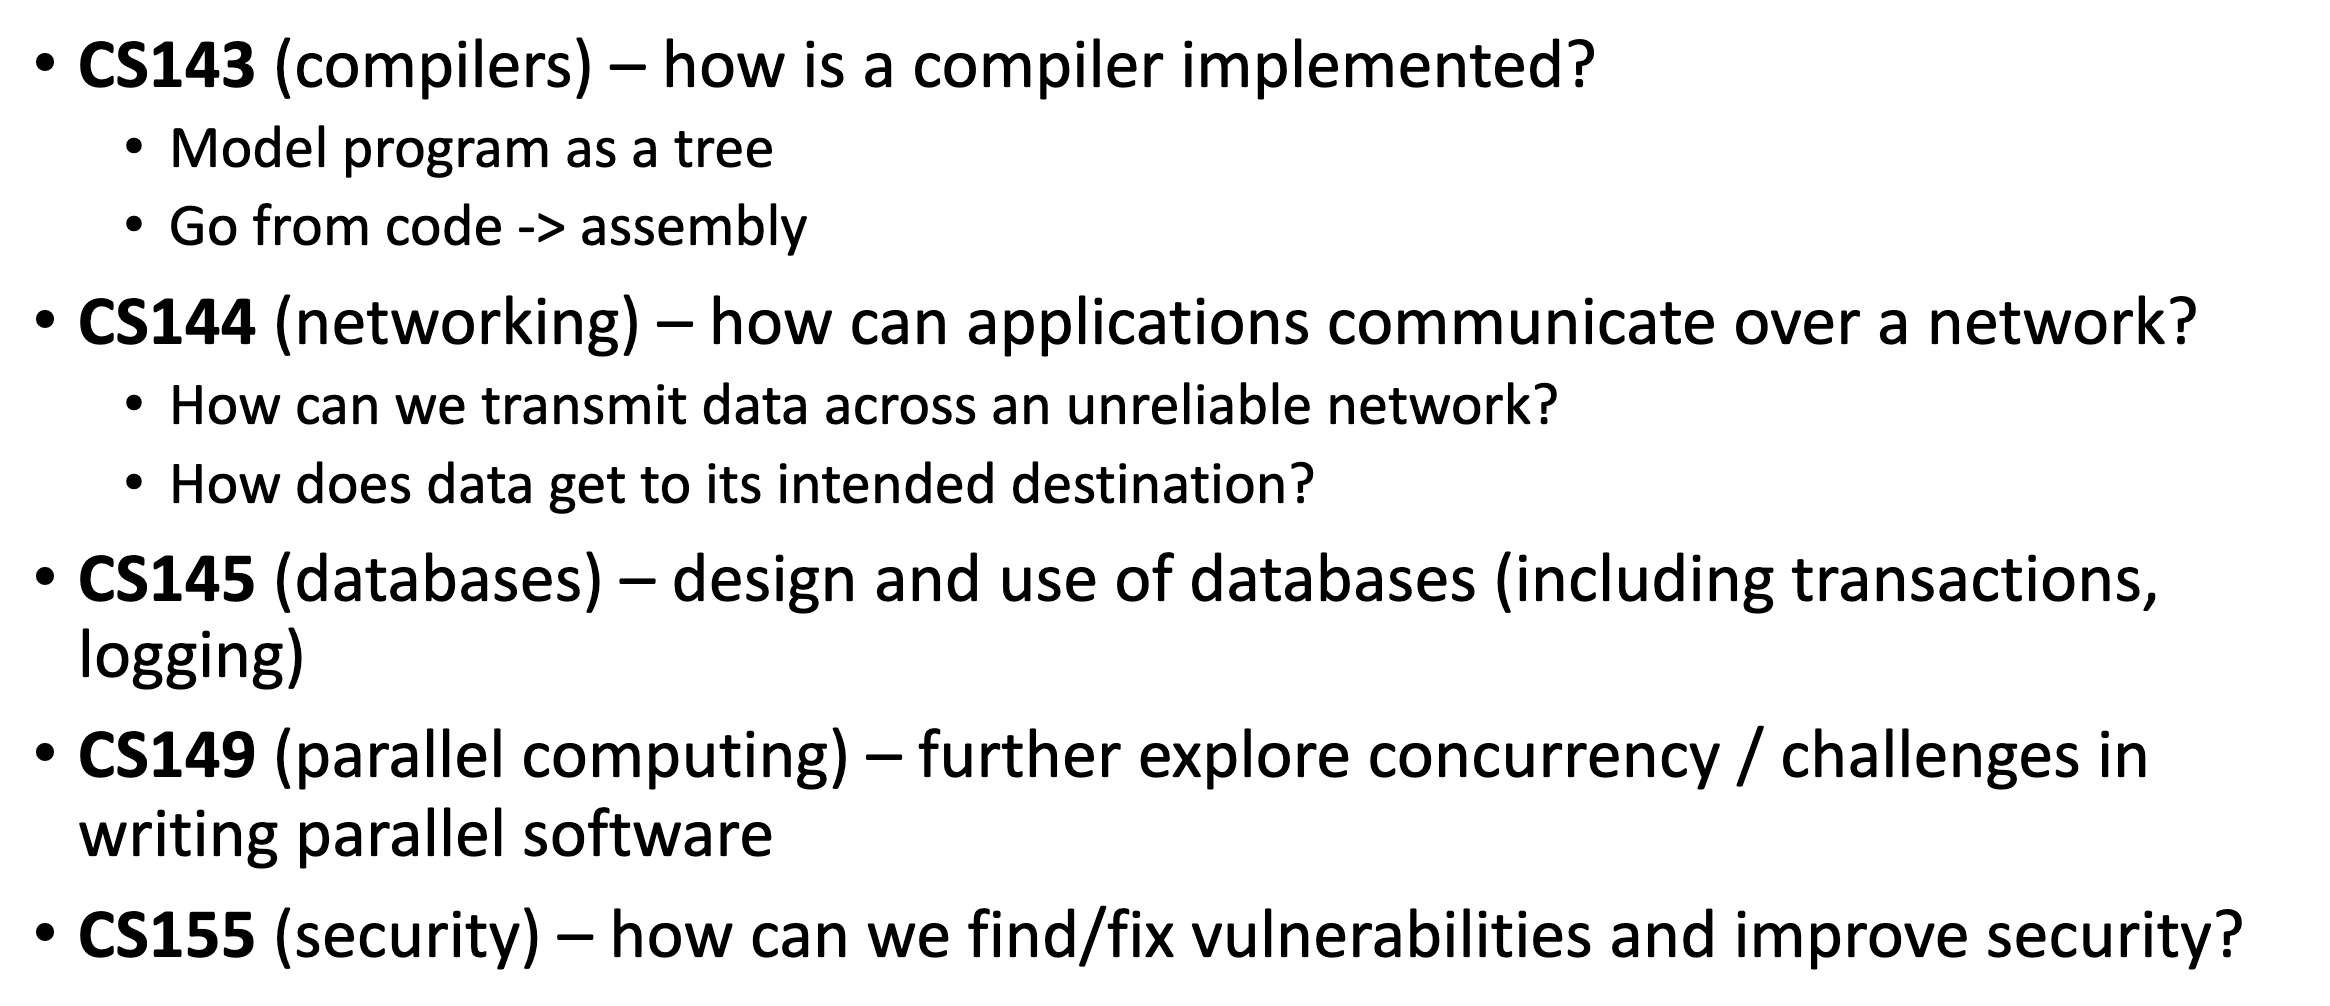 • CS143 (compilers) – how is a compiler implemented?
• Model program as a tree
• Go from code -> assembly
• CS144 (networking) – how can applications communicate over a network?
• How can we transmit data across an unreliable network?
• How does data get to its intended destination?
• CS145 (databases) – design and use of databases (including transactions,
logging)
• CS149 (parallel computing) – further explore concurrency / challenges in
writing parallel software
• CS155 (security) – how can we find/fix vulnerabilities and improve security?